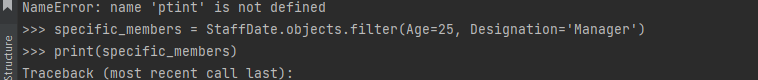 NameError: name 'ptint' is not defined
>>> specific_members = StaffDate.objects.filter(Age=25, Designation='Manager')
>>> print(specific_members)
Traceback (most recent call last):
Structure